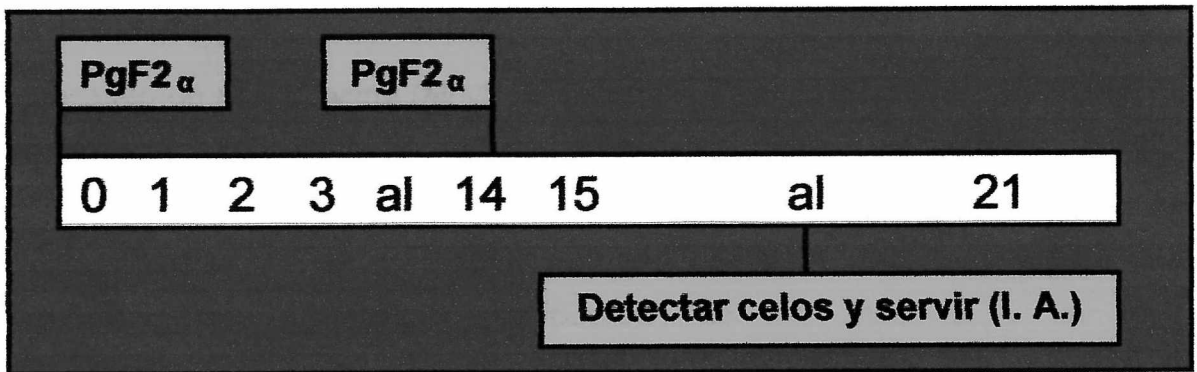 PgF2α PgF2α
0 1 2 3 al 14 15 al 21
Detectar celos y servir (I. A.)